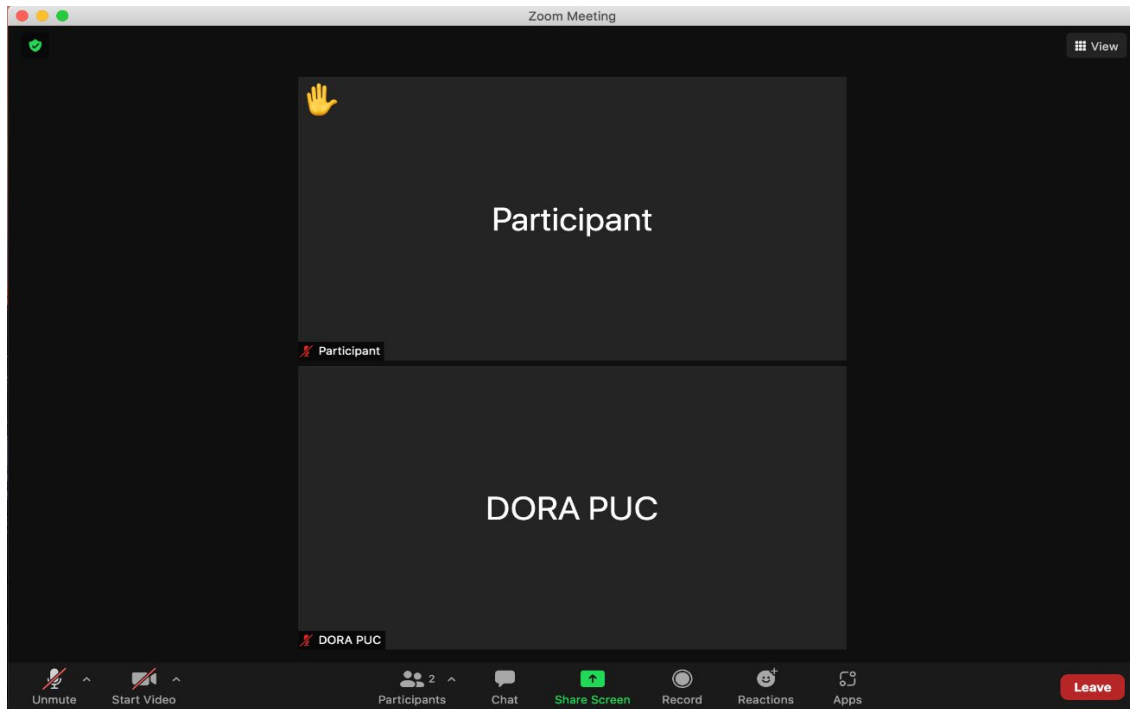 Zoom Meeting
View
Participant
Participant
DORA PUC
DORA PUC
Unmute
Start Video
2
Participants
Chat
Share Screen
Record
Reactions
Apps
Leave